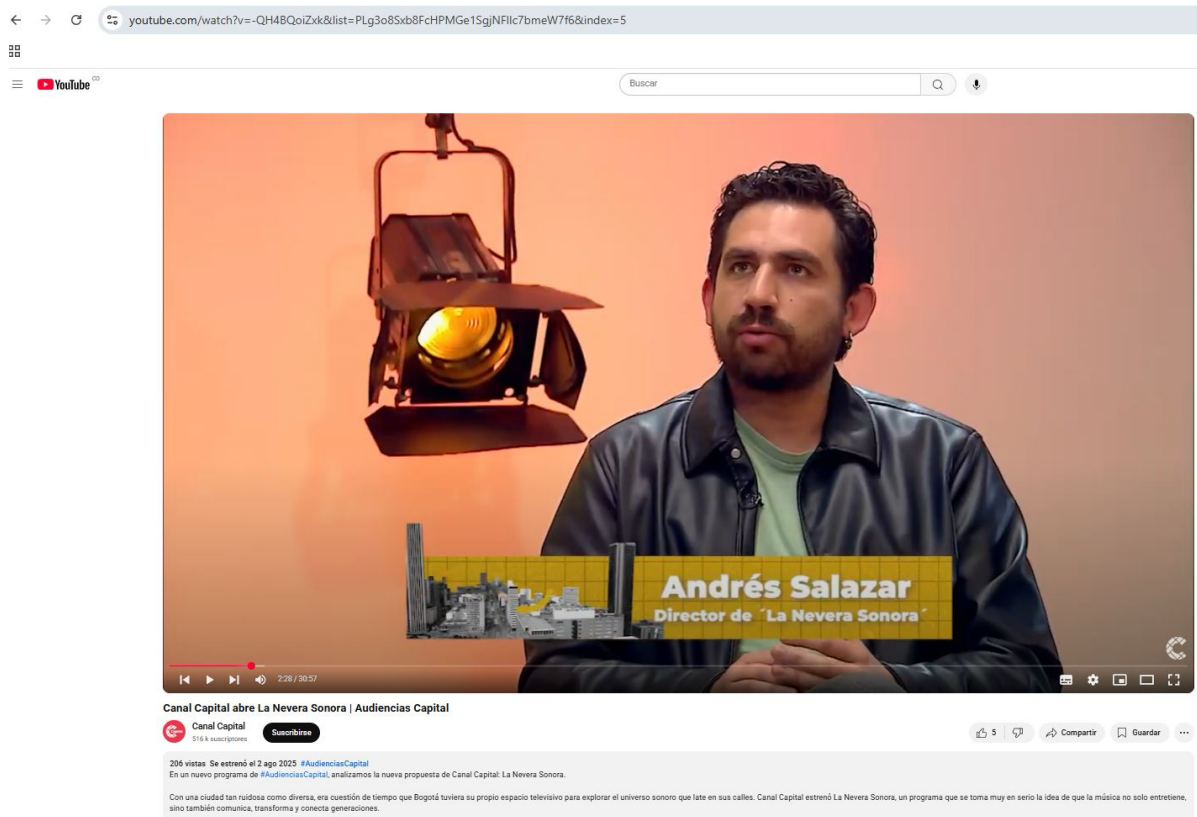 youtube.com/watch?v=-QH4BQoiZxk&list=PLg3o8Sxb8FcHPMGe1SgjNFIlc7bmeW7f6&index=5
YouTube CO
Buscar
Andrés Salazar
Director de ´La Nevera Sonora´
2:28 / 30:57
Canal Capital abre La Nevera Sonora | Audiencias Capital
Canal Capital
516 k suscriptores
Suscribirse
5
Compartir
Guardar
206 vistas Se estrenó el 2 ago 2025 #AudienciasCapital
En un nuevo programa de #AudienciasCapital, analizamos la nueva propuesta de Canal Capital: La Nevera Sonora.
Con una ciudad tan ruidosa como diversa, era cuestión de tiempo que Bogotá tuviera su propio espacio televisivo para explorar el universo sonoro que late en sus calles. Canal Capital estrenó La Nevera Sonora, un programa que se toma muy en serio la idea de que la música no solo entretiene,
sino también comunica, transforma y conecta generaciones.